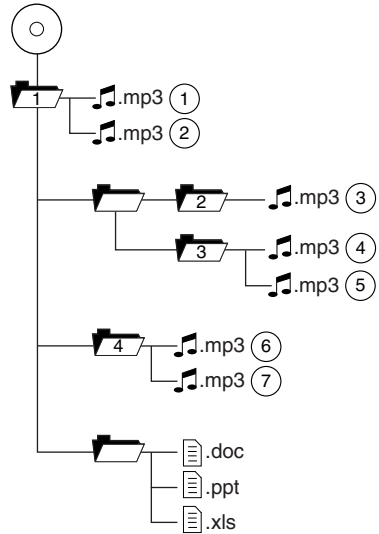 1 .mp3 1
.mp3 2
2 .mp3 3
3 .mp3 4
.mp3 5
4 .mp3 6
.mp3 7
.doc
.ppt
.xls